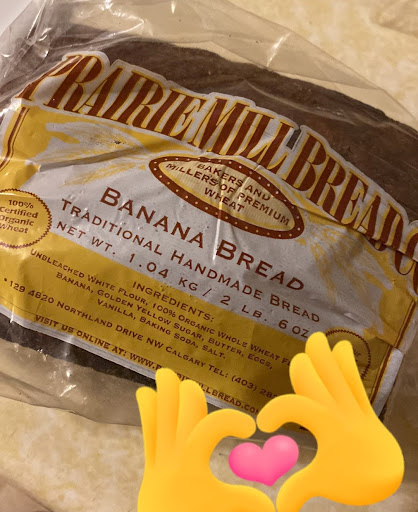 PRAIRIE MILL BREAD CO
BAKERS AND
MILLERS OF PREMIUM
WHEAT
100%
Certified
Organic
Wheat
BANANA BREAD
TRADITIONAL HANDMADE BREAD
NET WT. 1.04 KG / 2 LB. 6 OZ
INGREDIENTS:
UNBLEACHED WHITE FLOUR, 100% ORGANIC WHOLE WHEAT
BANANA, GOLDEN YELLOW SUGAR, BUTTER, EGGS,
VANILLA, BAKING SODA, SALT.
•129 4820 NORTHLAND DRIVE NW CALGARY TEL: (403)
VISIT US ONLINE AT: WWW.
MILLBREAD.COM